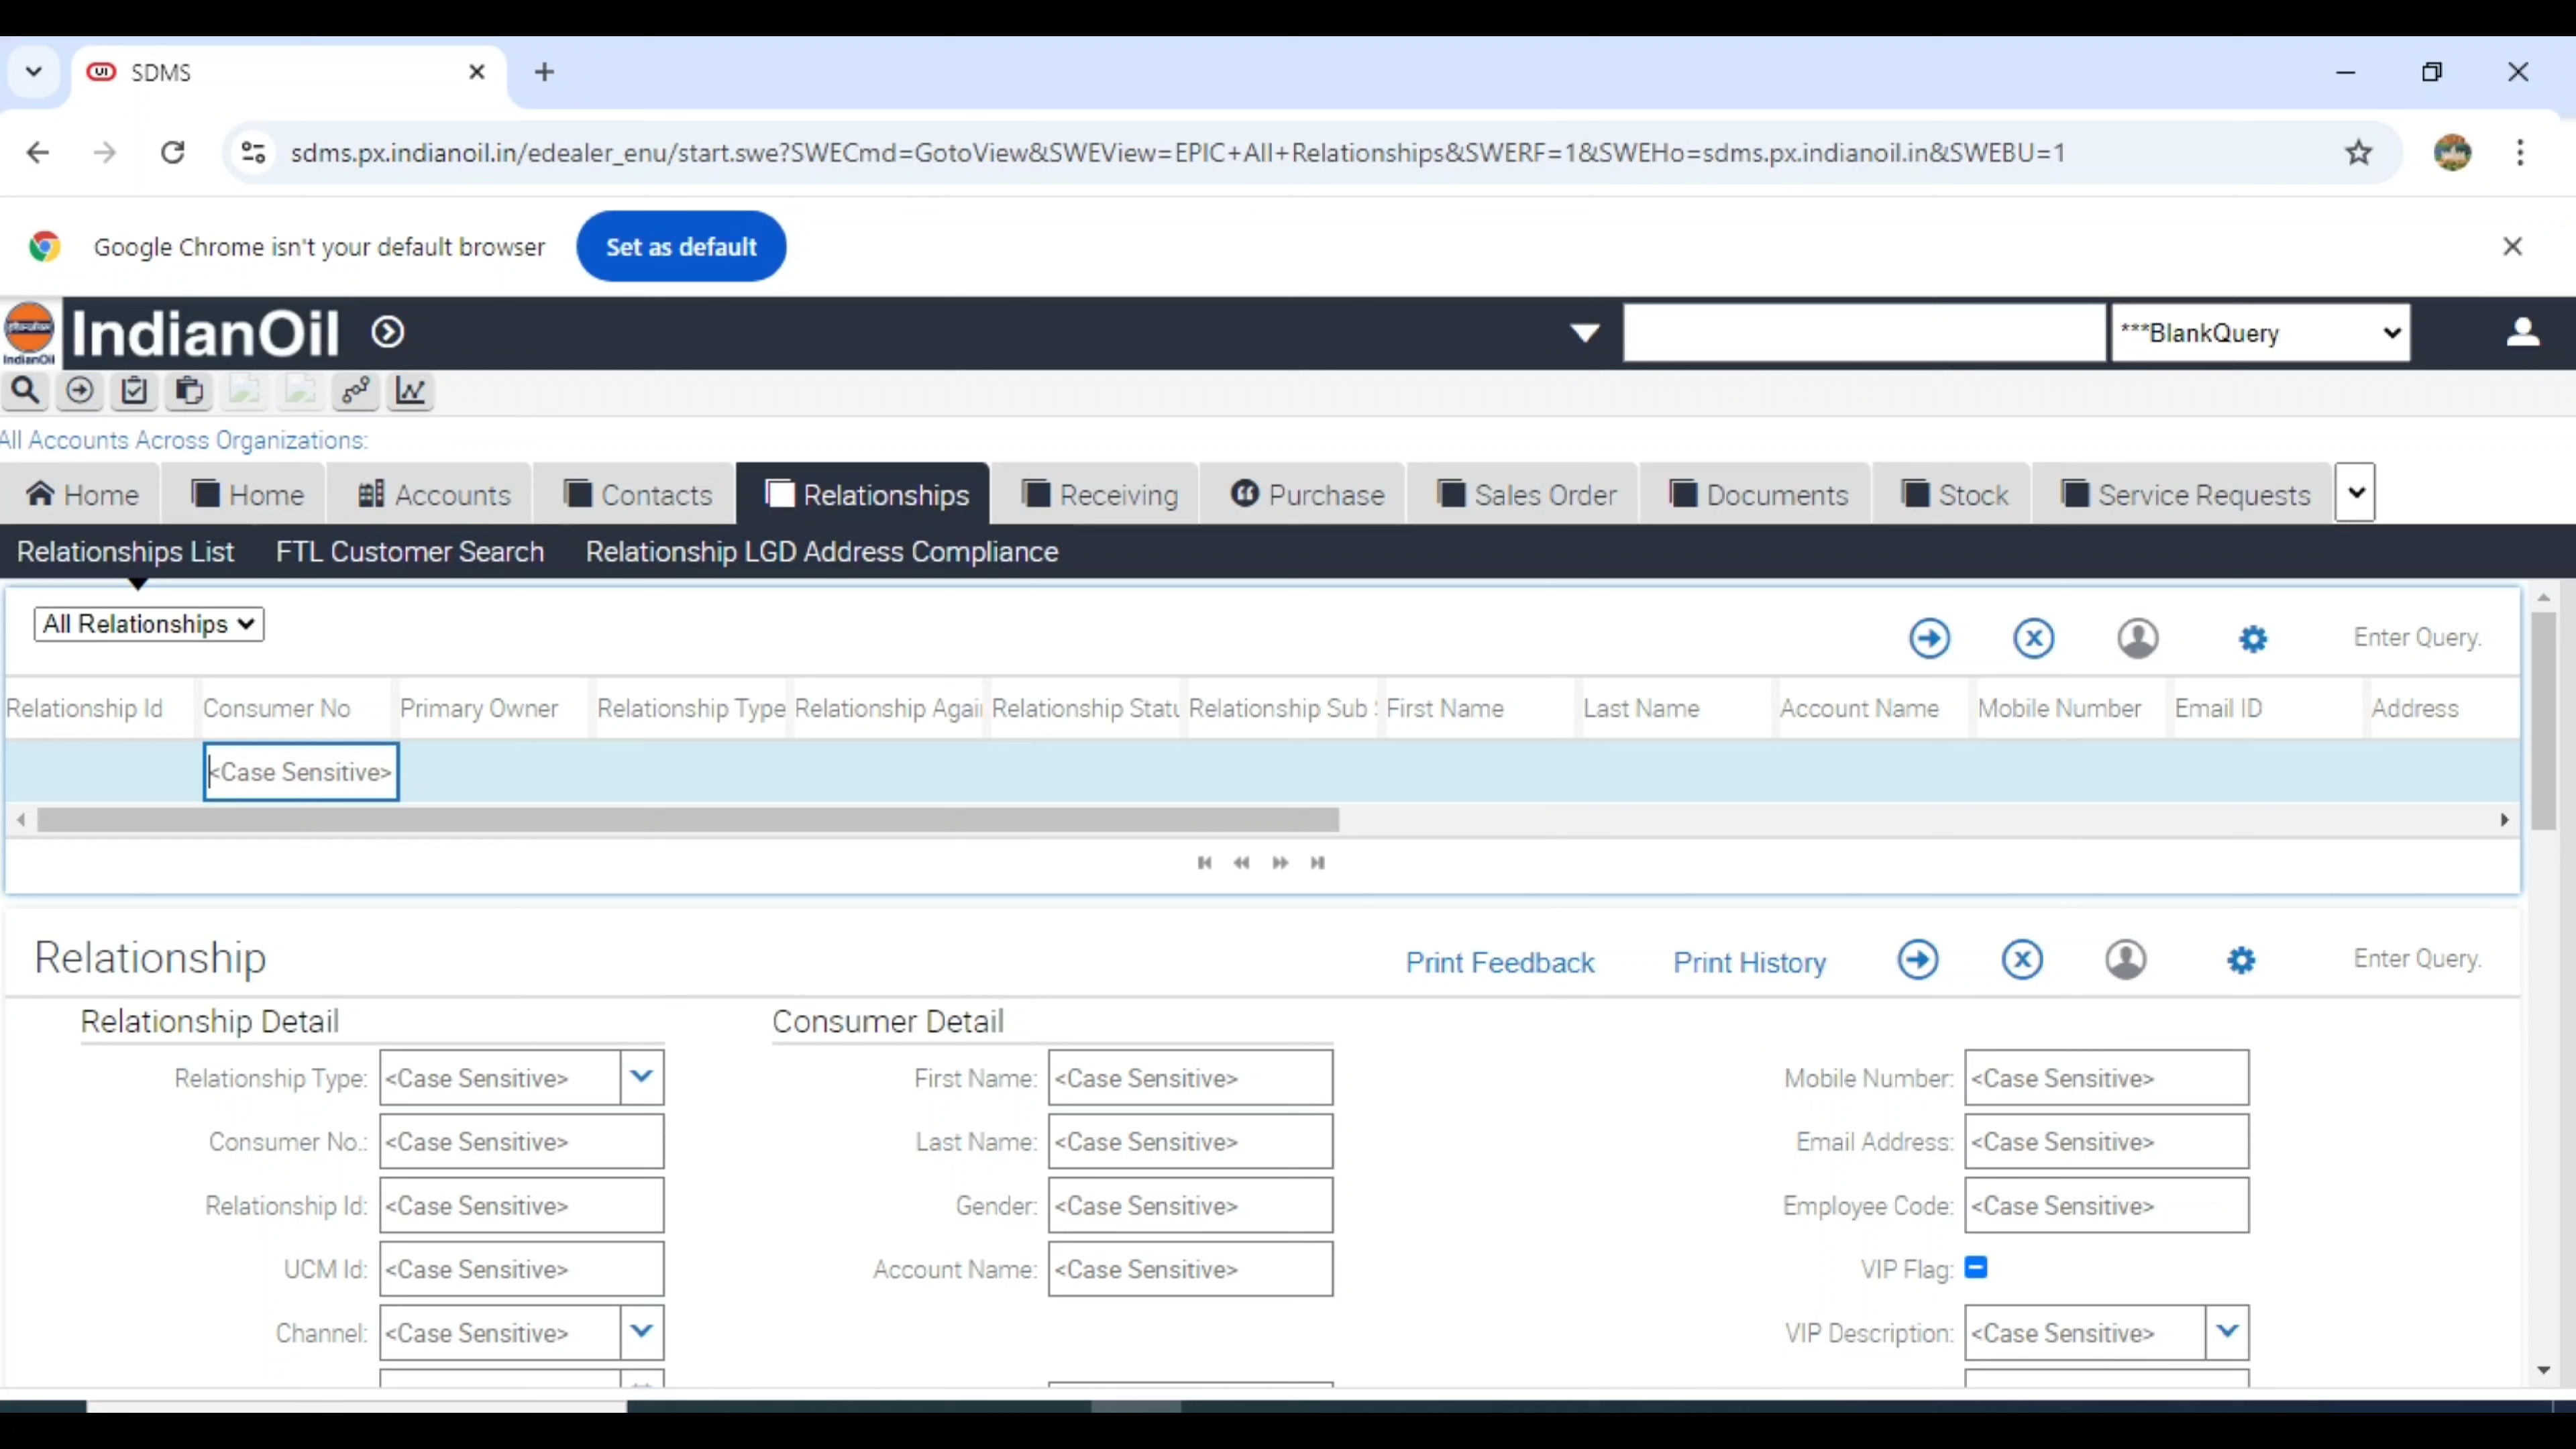 SDMS
sdms.px.indianoil.in/edealer_enu/start.swe?SWECmd=GotoView&SWEView=EPIC+All+Relationships&SWERF=1&SWEHo=sdms.px.indianoil.in&SWEBU=1
Google Chrome isn't your default browser Set as default
IndianOil IndianOil ***BlankQuery
All Accounts Across Organizations:
Home Home Accounts Contacts Relationships Receiving Purchase Sales Order Documents Stock Service Requests
Relationships List FTL Customer Search Relationship LGD Address Compliance
All Relationships Enter Query.
Relationship Id Consumer No Primary Owner Relationship Type Relationship Agai Relationship Statu Relationship Sub First Name Last Name Account Name Mobile Number Email ID Address
<Case Sensitive>
Relationship Print Feedback Print History Enter Query.
Relationship Detail Consumer Detail
Relationship Type: <Case Sensitive> First Name: <Case Sensitive> Mobile Number: <Case Sensitive>
Consumer No.: <Case Sensitive> Last Name: <Case Sensitive> Email Address: <Case Sensitive>
Relationship Id: <Case Sensitive> Gender: <Case Sensitive> Employee Code: <Case Sensitive>
UCM Id: <Case Sensitive> Account Name: <Case Sensitive> VIP Flag:
Channel: <Case Sensitive> VIP Description: <Case Sensitive>